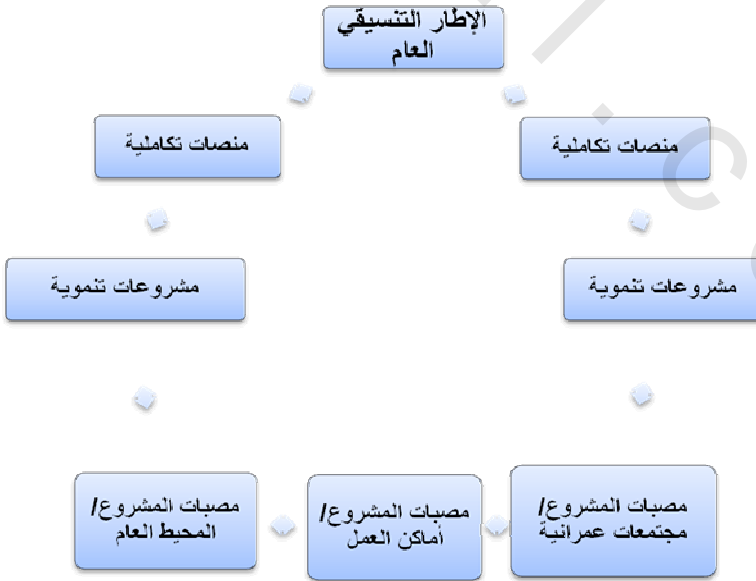 الإطار التنسيقي
العام
منصات تكاملية
منصات تكاملية
مشروعات تنموية
مشروعات تنموية
مصبات المشروع/
مجتمعات عمرانية
مصبات المشروع/
أماكن العمل
مصبات المشروع/
المحيط العام